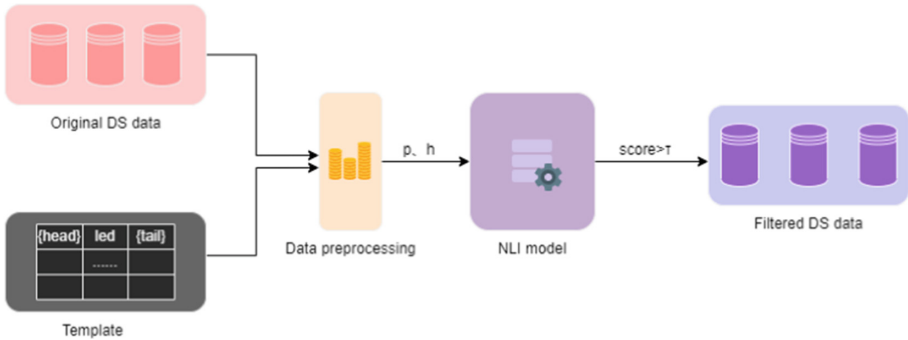 Original DS data
{head} led {tail}
......
Template
Data preprocessing
p、h
NLI model
score>τ
Filtered DS data